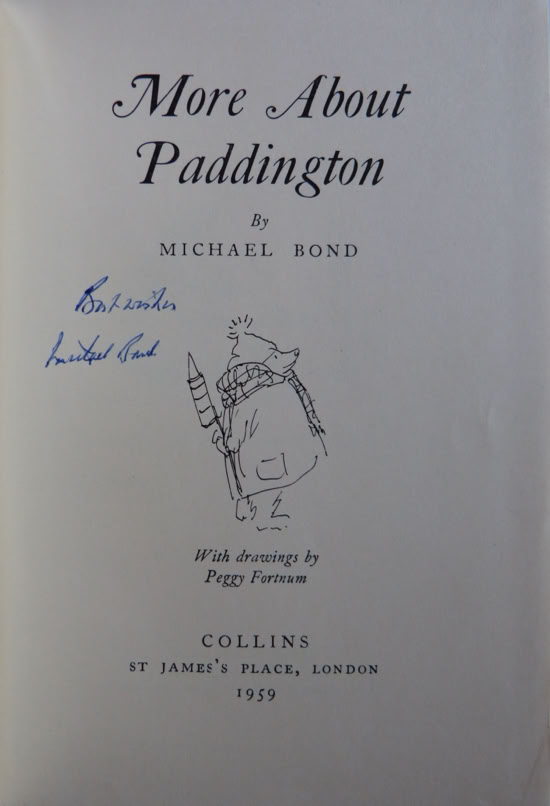 More About
Paddington
By
MICHAEL BOND
Best wishes
Michael Bond
With drawings by
Peggy Fortnum
COLLINS
ST JAMES'S PLACE, LONDON
1959